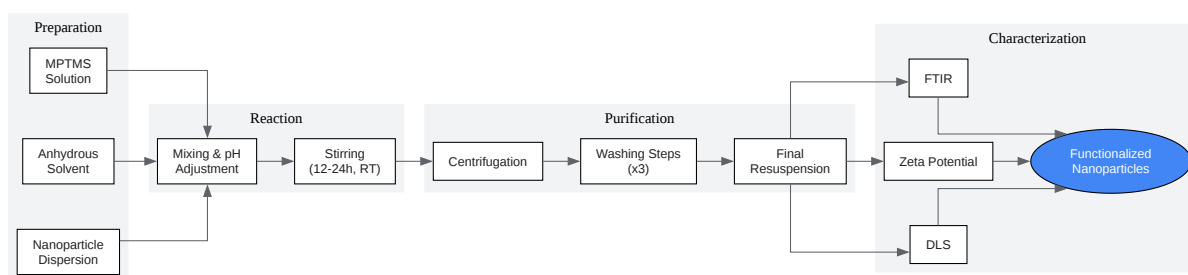 Preparation
MPTMS
Solution
Anhydrous
Solvent
Nanoparticle
Dispersion
Reaction
Mixing & pH
Adjustment
Stirring
(12-24h, RT)
Purification
Centrifugation
Washing Steps
(x3)
Final
Resuspension
Characterization
FTIR
Zeta Potential
DLS
Functionalized
Nanoparticles